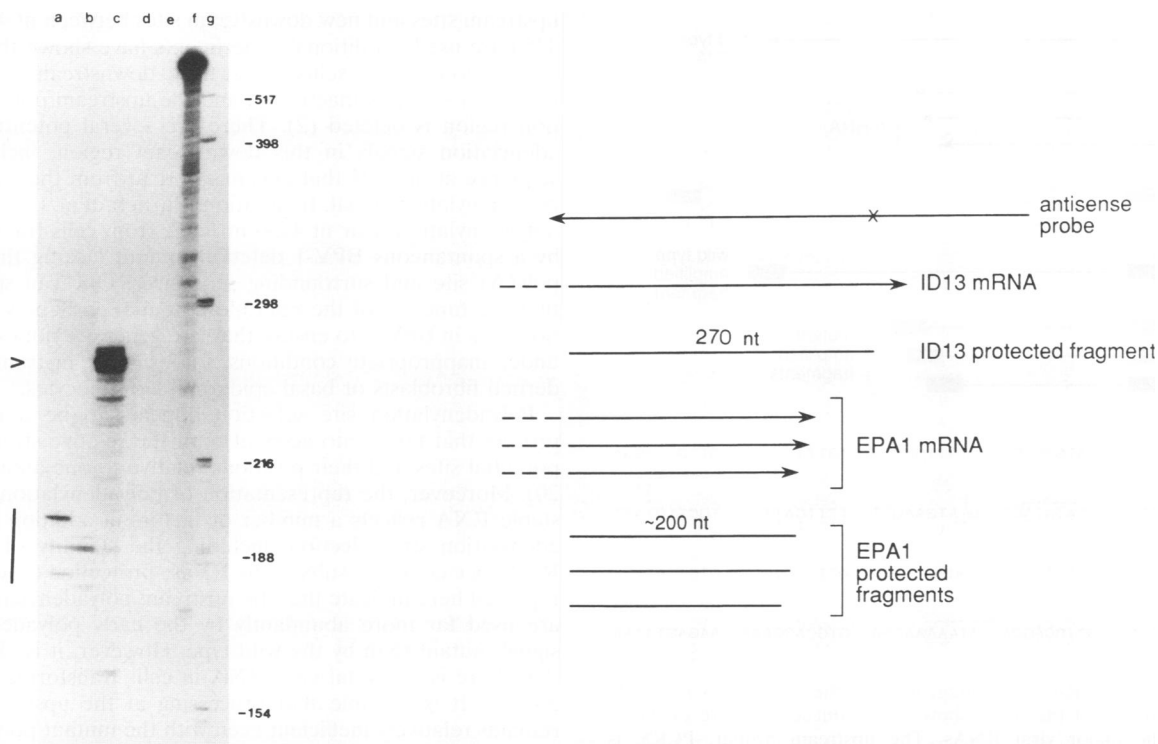 a b c d e f g
-517
-398
-298
>
-216
-188
-154
x
antisense
probe
ID13 mRNA
270 nt
ID13 protected fragment
EPA1 mRNA
~200 nt
EPA1
protected
fragments